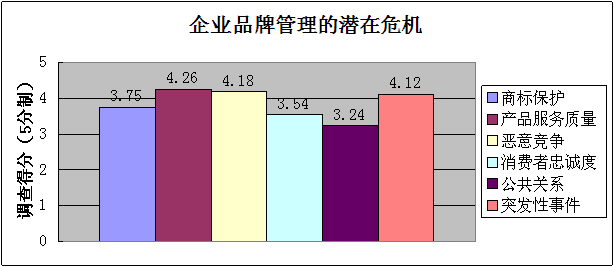 企业品牌管理的潜在危机
调查得分（5分制）
5
4
3
2
1
0
3.75
4.26
4.18
3.54
3.24
4.12
商标保护
产品服务质量
恶意竞争
消费者忠诚度
公共关系
突发性事件